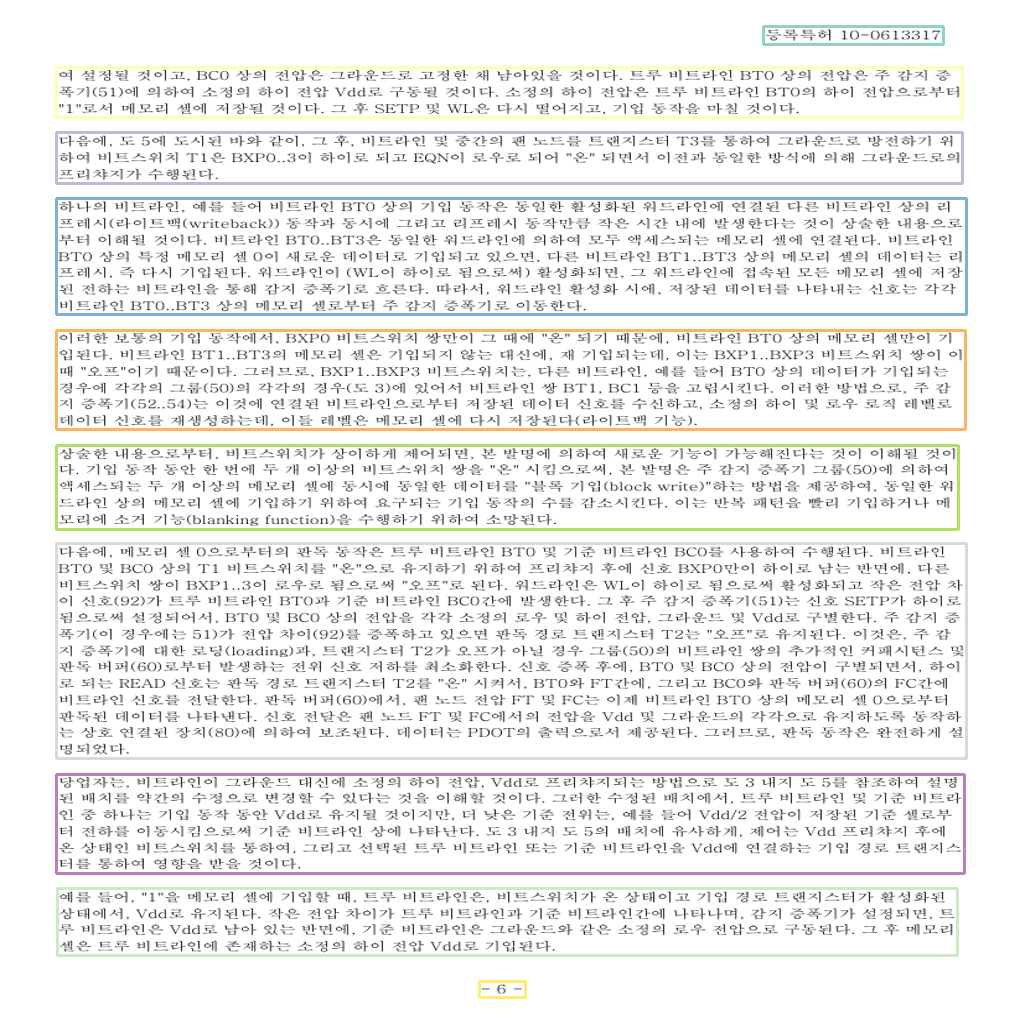 등록특허 10-0613317
여 설정될 것이고, BC0 상의 전압은 그라운드로 고정한 채 남아있을 것이다. 트루 비트라인 BT0 상의 전압은 주 감지 증
폭기(51)에 의하여 소정의 하이 전압 Vdd로 구동될 것이다. 소정의 하이 전압은 트루 비트라인 BT0의 하이 전압으로부터
"1"로서 메모리 셀에 저장될 것이다. 그 후 SETP 및 WL은 다시 떨어지고, 기입 동작을 마칠 것이다.
다음에, 도 5에 도시된 바와 같이, 그 후, 비트라인 및 중간의 팬 노드를 트랜지스터 T3를 통하여 그라운드로 방전하기 위
하여 비트스위치 T1은 BXP0..3이 하이로 되고 EQN이 로우로 되어 "온" 되면서 이전과 동일한 방식에 의해 그라운드로의
프리챠지가 수행된다.
하나의 비트라인, 예를 들어 비트라인 BT0 상의 기입 동작은 동일한 활성화된 워드라인에 연결된 다른 비트라인 상의 리
프레시(라이트백(writeback)) 동작과 동시에 그리고 리프레시 동작만큼 작은 시간 내에 발생한다는 것이 상술한 내용으로
부터 이해될 것이다. 비트라인 BT0..BT3은 동일한 워드라인에 의하여 모두 액세스되는 메모리 셀에 연결된다. 비트라인
BT0 상의 특정 메모리 셀 0이 새로운 데이터로 기입되고 있으면, 다른 비트라인 BT1..BT3 상의 메모리 셀의 데이터는 리
프레시, 즉 다시 기입된다. 워드라인이 (WL이 하이로 됨으로써) 활성화되면, 그 워드라인에 접속된 모든 메모리 셀에 저장
된 전하는 비트라인을 통해 감지 증폭기로 흐른다. 따라서, 워드라인 활성화 시에, 저장된 데이터를 나타내는 신호는 각각
비트라인 BT0..BT3 상의 메모리 셀로부터 주 감지 증폭기로 이동한다.
이러한 보통의 기입 동작에서, BXP0 비트스위치 쌍만이 그 때에 "온" 되기 때문에, 비트라인 BT0 상의 메모리 셀만이 기
입된다. 비트라인 BT1..BT3의 메모리 셀은 기입되지 않는 대신에, 재 기입되는데, 이는 BXP1..BXP3 비트스위치 쌍이 이
때 "오프"이기 때문이다. 그러므로, BXP1..BXP3 비트스위치는, 다른 비트라인, 예를 들어 BT0 상의 데이터가 기입되는
경우에 각각의 그룹(50)의 각각의 경우(도 3)에 있어서 비트라인 쌍 BT1, BC1 등을 고립시킨다. 이러한 방법으로, 주 감
지 증폭기(52..54)는 이것에 연결된 비트라인으로부터 저장된 데이터 신호를 수신하고, 소정의 하이 및 로우 로직 레벨로
데이터 신호를 재생성하는데, 이들 레벨은 메모리 셀에 다시 저장된다(라이트백 기능).
상술한 내용으로부터, 비트스위치가 상이하게 제어되면, 본 발명에 의하여 새로운 기능이 가능해진다는 것이 이해될 것이
다. 기입 동작 동안 한 번에 두 개 이상의 비트스위치 쌍을 "온" 시킴으로써, 본 발명은 주 감지 증폭기 그룹(50)에 의하여
액세스되는 두 개 이상의 메모리 셀에 동시에 동일한 데이터를 "블록 기입(block write)"하는 방법을 제공하여, 동일한 워
드라인 상의 메모리 셀에 기입하기 위하여 요구되는 기입 동작의 수를 감소시킨다. 이는 반복 패턴을 빨리 기입하거나 메
모리에 소거 기능(blanking function)을 수행하기 위하여 소망된다.
다음에, 메모리 셀 0으로부터의 판독 동작은 트루 비트라인 BT0 및 기준 비트라인 BC0를 사용하여 수행된다. 비트라인
BT0 및 BC0 상의 T1 비트스위치를 "온"으로 유지하기 위하여 프리챠지 후에 신호 BXP0만이 하이로 남는 반면에, 다른
비트스위치 쌍이 BXP1..3이 로우로 됨으로써 "오프"로 된다. 워드라인은 WL이 하이로 됨으로써 활성화되고 작은 전압 차
이 신호(92)가 트루 비트라인 BT0과 기준 비트라인 BC0간에 발생한다. 그 후 주 감지 증폭기(51)는 신호 SETP가 하이로
됨으로써 설정되어서, BT0 및 BC0 상의 전압을 각각 소정의 로우 및 하이 전압, 그라운드 및 Vdd로 구별한다. 주 감지 증
폭기(이 경우에는 51)가 전압 차이(92)를 증폭하고 있으면 판독 경로 트랜지스터 T2는 "오프"로 유지된다. 이것은, 주 감
지 증폭기에 대한 로딩(loading)과, 트랜지스터 T2가 오프가 아닐 경우 그룹(50)의 비트라인 쌍의 추가적인 커패시턴스 및
판독 버퍼(60)로부터 발생하는 전위 신호 저하를 최소화한다. 신호 증폭 후에, BT0 및 BC0 상의 전압이 구별되면서, 하이
로 되는 READ 신호는 판독 경로 트랜지스터 T2를 "온" 시켜서, BT0와 FT간에, 그리고 BC0와 판독 버퍼(60)의 FC간에
비트라인 신호를 전달한다. 판독 버퍼(60)에서, 팬 노드 전압 FT 및 FC는 이제 비트라인 BT0 상의 메모리 셀 0으로부터
판독된 데이터를 나타낸다. 신호 전달은 팬 노드 FT 및 FC에서의 전압을 Vdd 및 그라운드의 각각으로 유지하도록 동작하
는 상호 연결된 장치(80)에 의하여 보조된다. 데이터는 PDOT의 출력으로서 제공된다. 그러므로, 판독 동작은 완전하게 설
명되었다.
당업자는, 비트라인이 그라운드 대신에 소정의 하이 전압, Vdd로 프리챠지되는 방법으로 도 3 내지 도 5를 참조하여 설명
된 배치를 약간의 수정으로 변경할 수 있다는 것을 이해할 것이다. 그러한 수정된 배치에서, 트루 비트라인 및 기준 비트라
인 중 하나는 기입 동작 동안 Vdd로 유지될 것이지만, 더 낮은 기준 전위는, 예를 들어 Vdd/2 전압이 저장된 기준 셀로부
터 전하를 이동시킴으로써 기준 비트라인 상에 나타난다. 도 3 내지 도 5의 배치에 유사하게, 제어는 Vdd 프리챠지 후에
온 상태인 비트스위치를 통하여, 그리고 선택된 트루 비트라인 또는 기준 비트라인을 Vdd에 연결하는 기입 경로 트랜지스
터를 통하여 영향을 받을 것이다.
예를 들어, "1"을 메모리 셀에 기입할 때, 트루 비트라인은, 비트스위치가 온 상태이고 기입 경로 트랜지스터가 활성화된
상태에서, Vdd로 유지된다. 작은 전압 차이가 트루 비트라인과 기준 비트라인간에 나타나며, 감지 증폭기가 설정되면, 트
루 비트라인은 Vdd로 남아 있는 반면에, 기준 비트라인은 그라운드와 같은 소정의 로우 전압으로 구동된다. 그 후 메모리
셀은 트루 비트라인에 존재하는 소정의 하이 전압 Vdd로 기입된다.
- 6 -